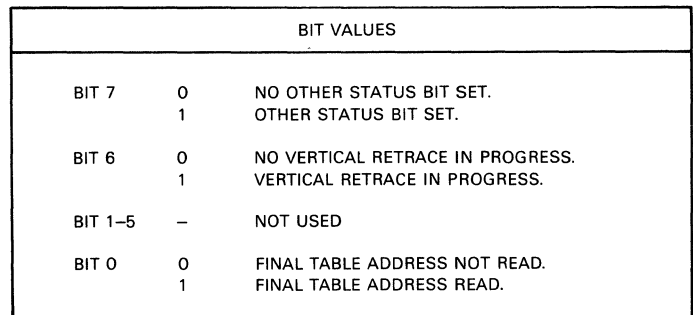 BIT VALUES
BIT 7 0 NO OTHER STATUS BIT SET.
1 OTHER STATUS BIT SET.
BIT 6 0 NO VERTICAL RETRACE IN PROGRESS.
1 VERTICAL RETRACE IN PROGRESS.
BIT 1–5 – NOT USED
BIT 0 0 FINAL TABLE ADDRESS NOT READ.
1 FINAL TABLE ADDRESS READ.